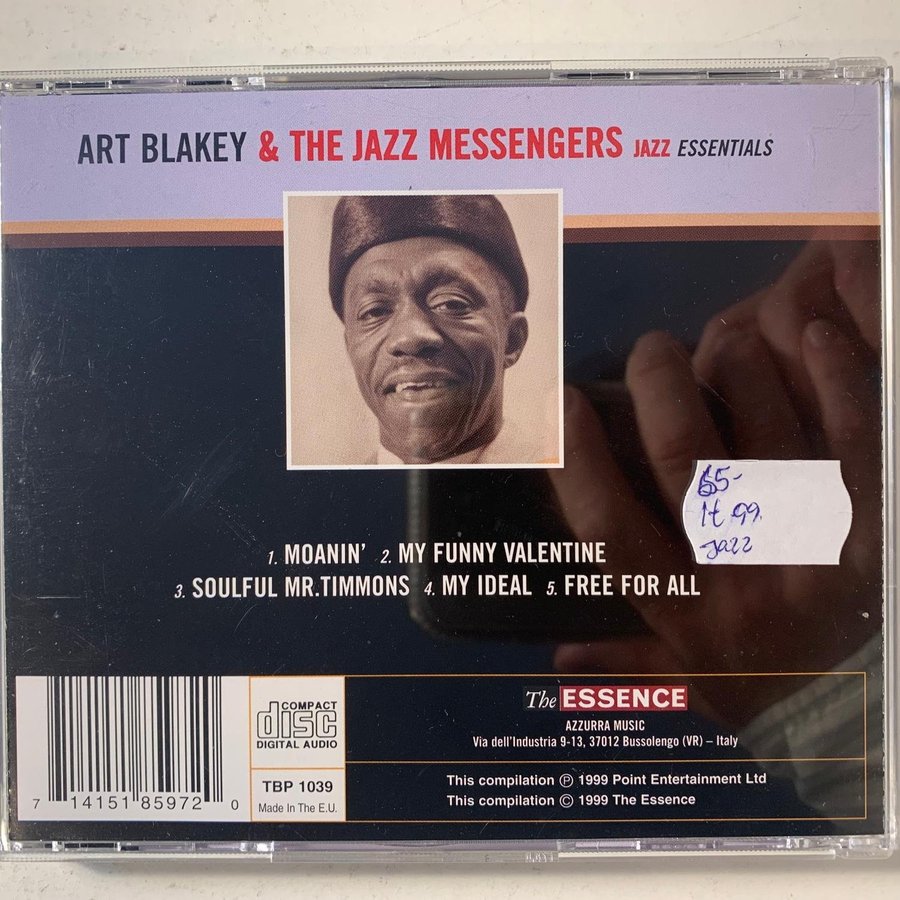 ART BLAKEY & THE JAZZ MESSENGERS JAZZ ESSENTIALS
65-
It 99
Jazz
1. MOANIN' 2. MY FUNNY VALENTINE
3. SOULFUL MR.TIMMONS 4. MY IDEAL 5. FREE FOR ALL
7 14151 85972 0
COMPACT
disc
DIGITAL AUDIO
TBP 1039
Made In The E.U.
The ESSENCE
AZZURRA MUSIC
Via dell'Industria 9-13, 37012 Bussolengo (VR) – Italy
This compilation ℗ 1999 Point Entertainment Ltd
This compilation © 1999 The Essence